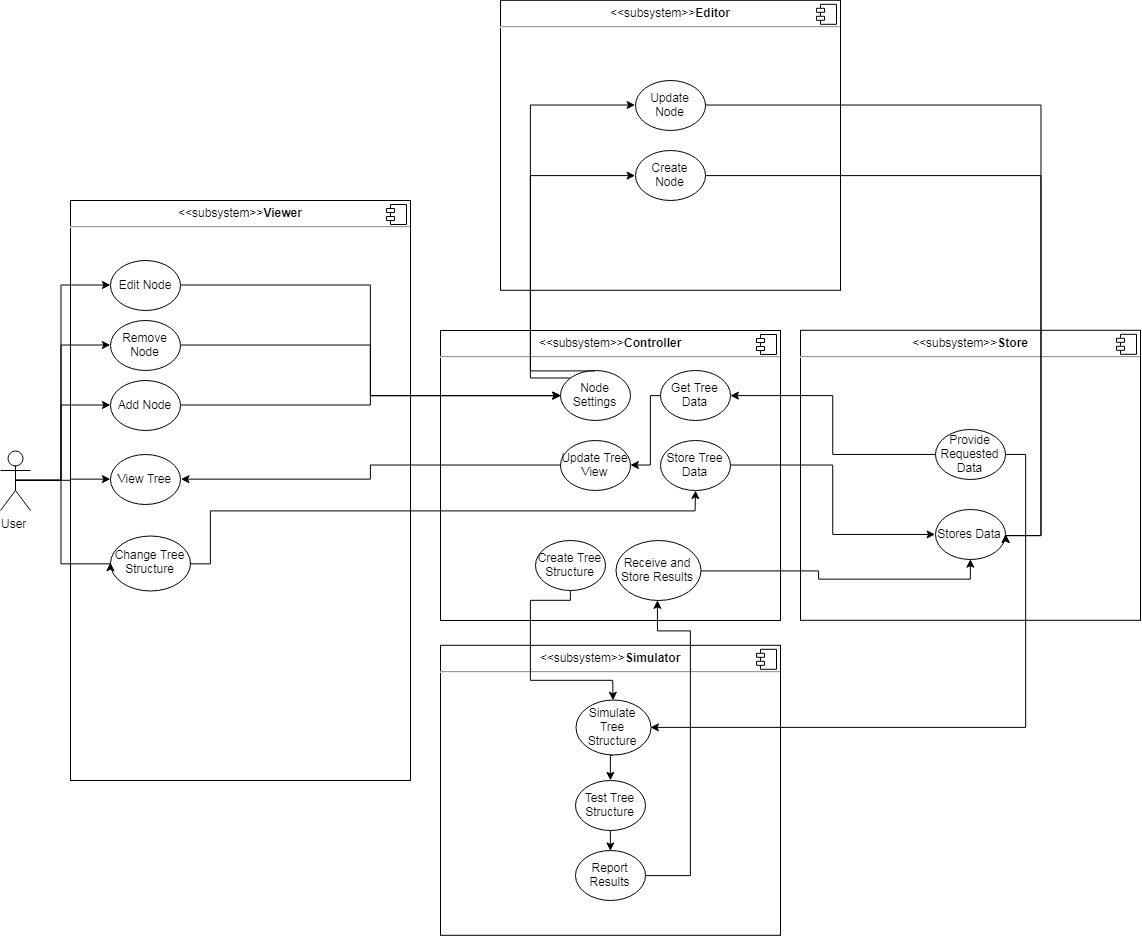 <<subsystem>>Editor
Update
Node
Create
Node
<<subsystem>>Viewer
Edit Node
Remove
Node
Add Node
View Tree
Change Tree
Structure
User
<<subsystem>>Controller
Node
Settings
Get Tree
Data
Update Tree
View
Store Tree
Data
Create Tree
Structure
Receive and
Store Results
<<subsystem>>Store
Provide
Requested
Data
Stores Data
<<subsystem>>Simulator
Simulate
Tree
Structure
Test Tree
Structure
Report
Results